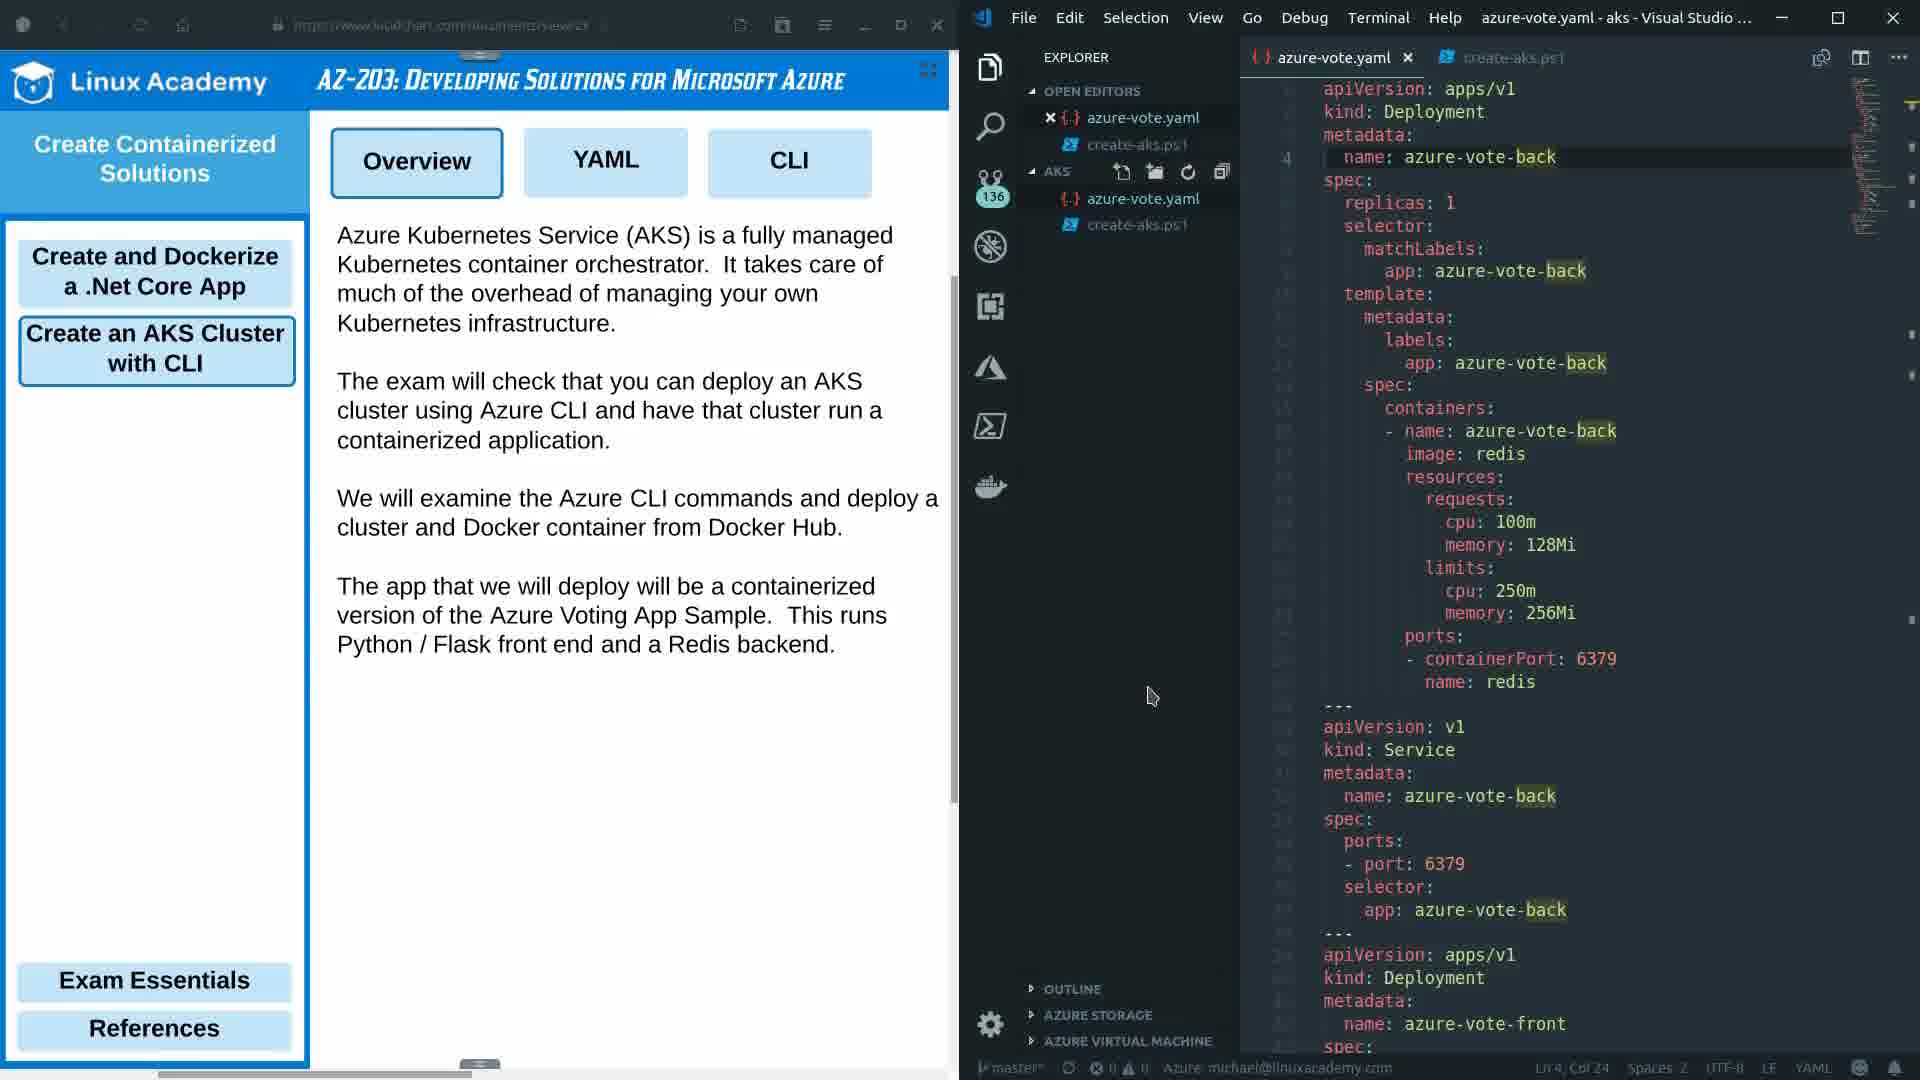 Linux Academy
AZ-203: Developing Solutions for Microsoft Azure
Create Containerized
Solutions
Create and Dockerize
a .Net Core App
Create an AKS Cluster
with CLI
Exam Essentials
References
Overview
YAML
CLI
Azure Kubernetes Service (AKS) is a fully managed
Kubernetes container orchestrator.  It takes care of
much of the overhead of managing your own
Kubernetes infrastructure.
The exam will check that you can deploy an AKS
cluster using Azure CLI and have that cluster run a
containerized application.
We will examine the Azure CLI commands and deploy a
cluster and Docker container from Docker Hub.
The app that we will deploy will be a containerized
version of the Azure Voting App Sample.  This runs
Python / Flask front end and a Redis backend.
File Edit Selection View Go Debug Terminal Help azure-vote.yaml - aks - Visual Studio ...
EXPLORER
OPEN EDITORS
azure-vote.yaml
create-aks.ps1
AKS
azure-vote.yaml
create-aks.ps1
136
OUTLINE
AZURE STORAGE
AZURE VIRTUAL MACHINE
azure-vote.yaml create-aks.ps1
apiVersion: apps/v1
kind: Deployment
metadata:
4 name: azure-vote-back
spec:
replicas: 1
selector:
matchLabels:
app: azure-vote-back
template:
metadata:
labels:
app: azure-vote-back
spec:
containers:
- name: azure-vote-back
image: redis
resources:
requests:
cpu: 100m
memory: 128Mi
limits:
cpu: 250m
memory: 256Mi
ports:
- containerPort: 6379
name: redis
---
apiVersion: v1
kind: Service
metadata:
name: azure-vote-back
spec:
ports:
- port: 6379
selector:
app: azure-vote-back
---
apiVersion: apps/v1
kind: Deployment
metadata:
name: azure-vote-front
spec:
master* 0 0 Azure: michael@linuxacademy.com Ln 4, Col 24 Spaces: 2 UTF-8 LF YAML